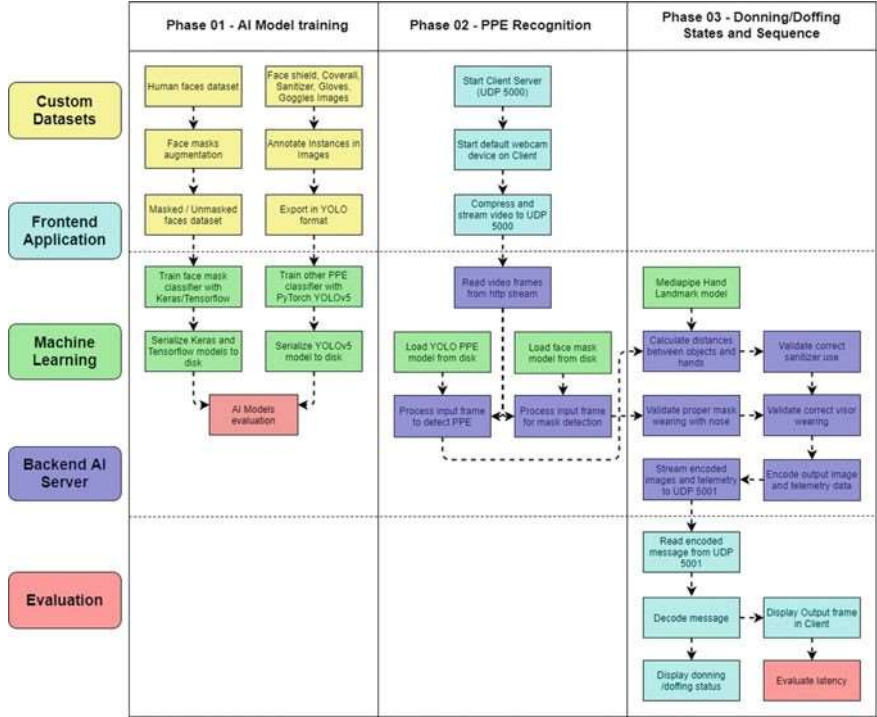 Phase 01 - AI Model training
Phase 02 - PPE Recognition
Phase 03 - Donning/Doffing
States and Sequence
Custom
Datasets
Frontend
Application
Machine
Learning
Backend AI
Server
Evaluation
Human faces dataset
Face masks
augmentation
Masked / Unmasked
faces dataset
Train face mask
classifier with
Keras/Tensorflow
Serialize Keras and
Tensorflow models to
disk
Face shield, Coverall,
Sanitizer, Gloves,
Goggles Images
Annotate Instances in
Images
Export in YOLO
format
Train other PPE
classifier with
PyTorch YOLOv5
Serialize YOLOv5
model to disk
AI Models
evaluation
Start Client Server
(UDP 5000)
Start default webcam
device on Client
Compress and
stream video to UDP
5000
Read video frames
from http stream
Load YOLO PPE
model from disk
Load face mask
model from disk
Process input frame
to detect PPE
Process input frame
for mask detection
Mediapipe Hand
Landmark model
Calculate distances
between objects and
hands
Validate correct
sanitizer use
Validate proper mask
wearing with nose
Validate correct visor
wearing
Stream encoded
images and telemetry
to UDP 5001
Encode output image
and telemetry data
Read encoded
message from UDP
5001
Decode message
Display Output frame
in Client
Display donning
/doffing status
Evaluate latency